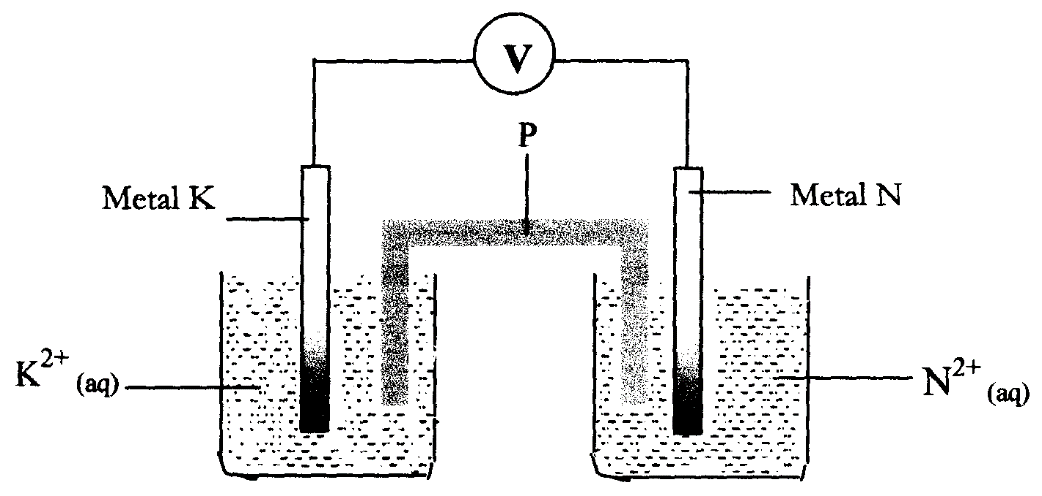 V
P
Metal K
Metal N
K²⁺ (aq)
N²⁺ (aq)